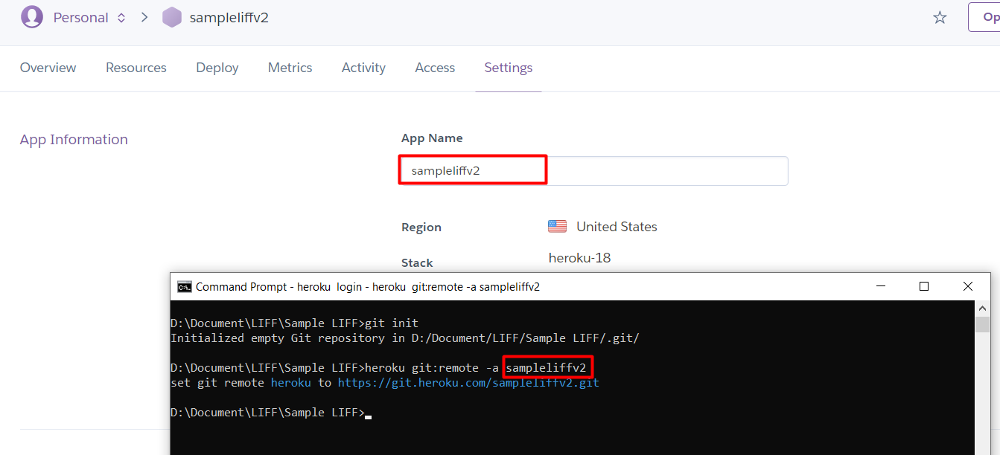 Personal > sampleliffv2
Overview Resources Deploy Metrics Activity Access Settings
App Information
App Name
sampleliffv2
Region
United States
Stack
heroku-18
Command Prompt - heroku  login - heroku  git:remote -a sampleliffv2
D:\Document\LIFF\Sample LIFF>git init
Initialized empty Git repository in D:/Document/LIFF/Sample LIFF/.git/
D:\Document\LIFF\Sample LIFF>heroku git:remote -a sampleliffv2
set git remote heroku to https://git.heroku.com/sampleliffv2.git
D:\Document\LIFF\Sample LIFF>